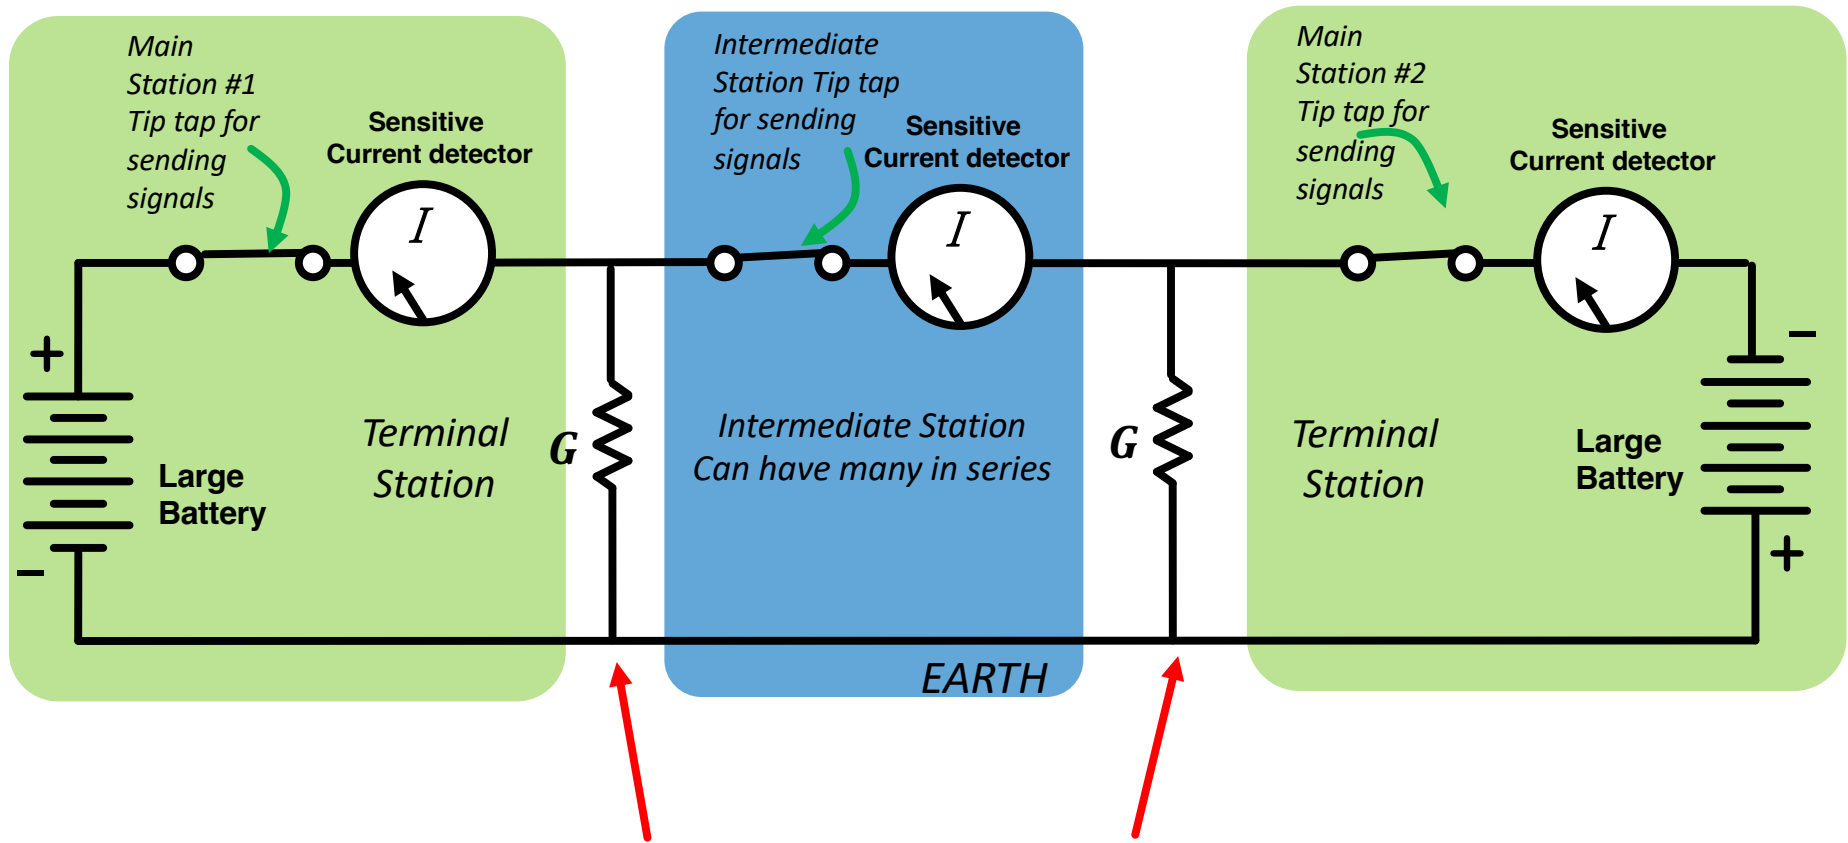 Main
Station #1
Tip tap for
sending
signals
Sensitive
Current detector
I
+
−
Large
Battery
Terminal
Station
G
Intermediate
Station Tip tap
for sending
signals
Sensitive
Current detector
I
Intermediate Station
Can have many in series
EARTH
G
Main
Station #2
Tip tap for
sending
signals
Sensitive
Current detector
I
Terminal
Station
Large
Battery
−
+